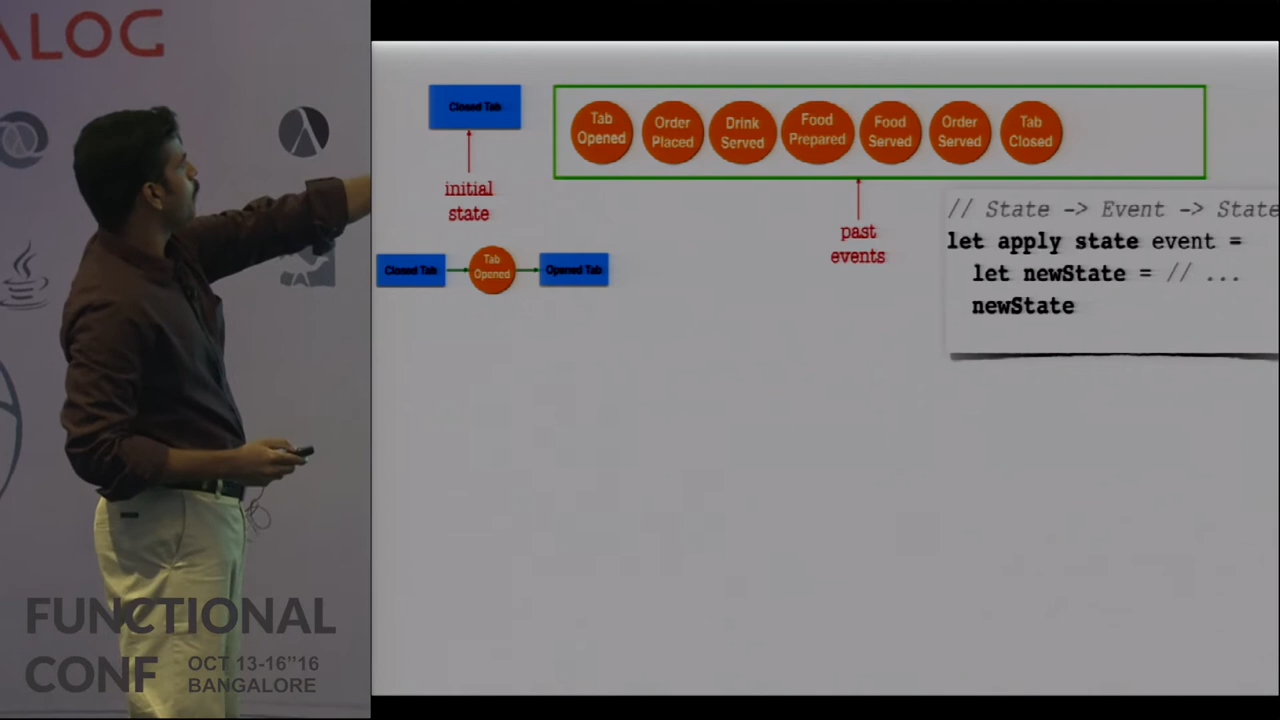 ALOG
Closed Tab
Tab
Opened
Order
Placed
Drink
Served
Food
Prepared
Food
Served
Order
Served
Tab
Closed
initial
state
past
events
// State -> Event -> State
let apply state event =
let newState = // ...
newState
Closed Tab
Tab
Opened
Opened Tab
FUNCTIONAL
CONF
OCT 13-16”16
BANGALORE